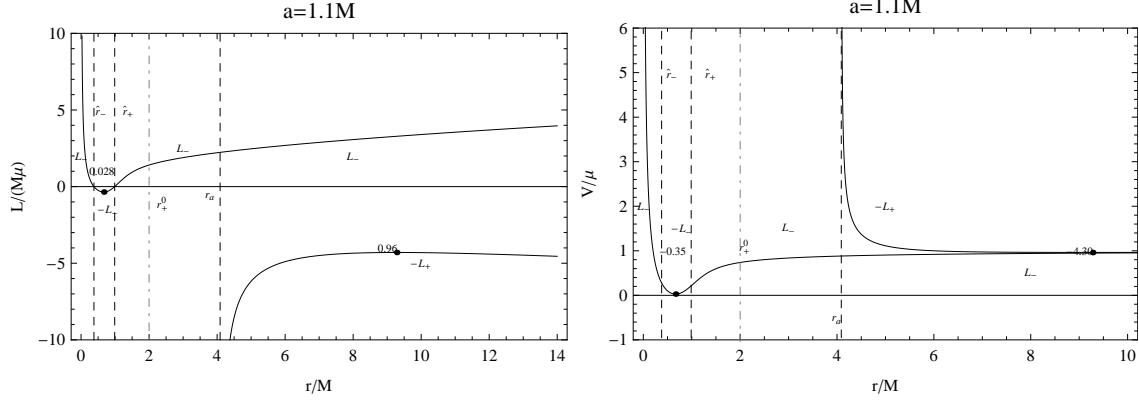 a=1.1M
10
5
0
−5
−10
L/(Mμ)
r̂₋
r̂₊
L₋
0.028
−L₋
r₊⁰
L₋
rₐ
L₋
0.96
−L₊
0
2
4
6
8
10
12
14
r/M
a=1.1M
6
5
4
3
2
1
0
−1
V/μ
r̂₋
r̂₊
L₋
−L₋
−0.35
L₋
r₊⁰
−L₊
−4.30
L₋
rₐ
0
2
4
6
8
10
r/M